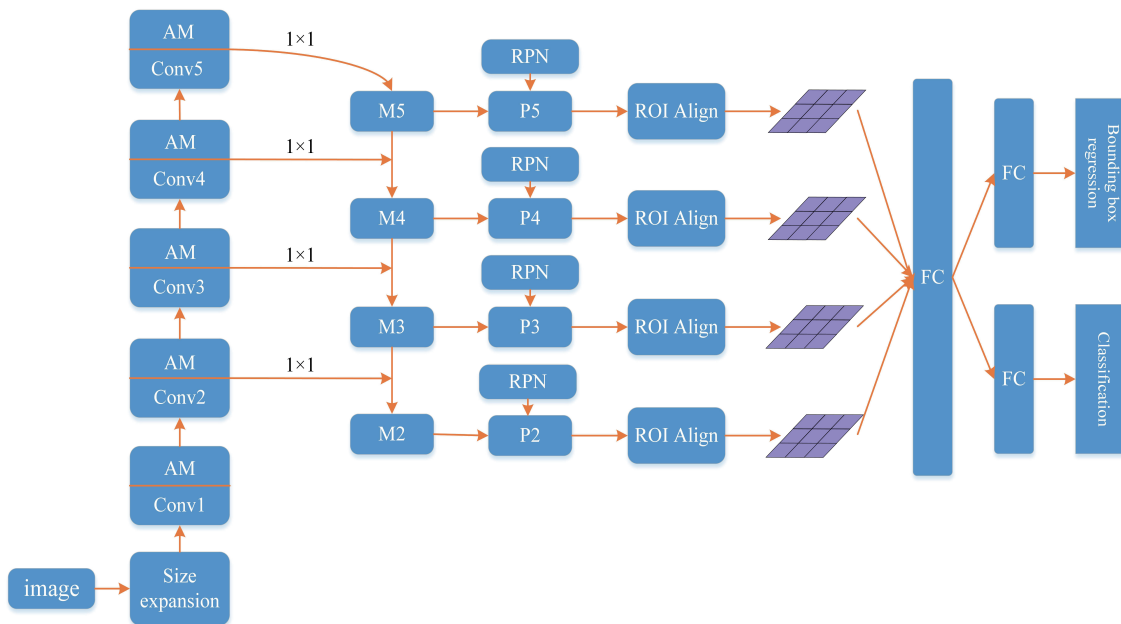 AM
Conv5
1×1
RPN
M5
P5
ROI Align
AM
Conv4
1×1
RPN
M4
P4
ROI Align
AM
Conv3
1×1
RPN
M3
P3
ROI Align
AM
Conv2
1×1
RPN
M2
P2
ROI Align
AM
Conv1
image
Size
expansion
FC
FC
Bounding box
regression
FC
Classification